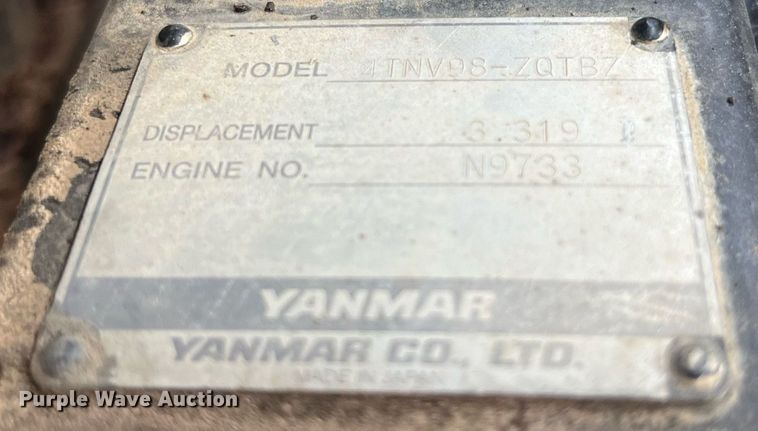 MODEL 4TNV98-ZQTBZ
DISPLACEMENT 3.319 ℓ
ENGINE NO. N9733
YANMAR
YANMAR CO., LTD.
MADE IN JAPAN
Purple Wave Auction